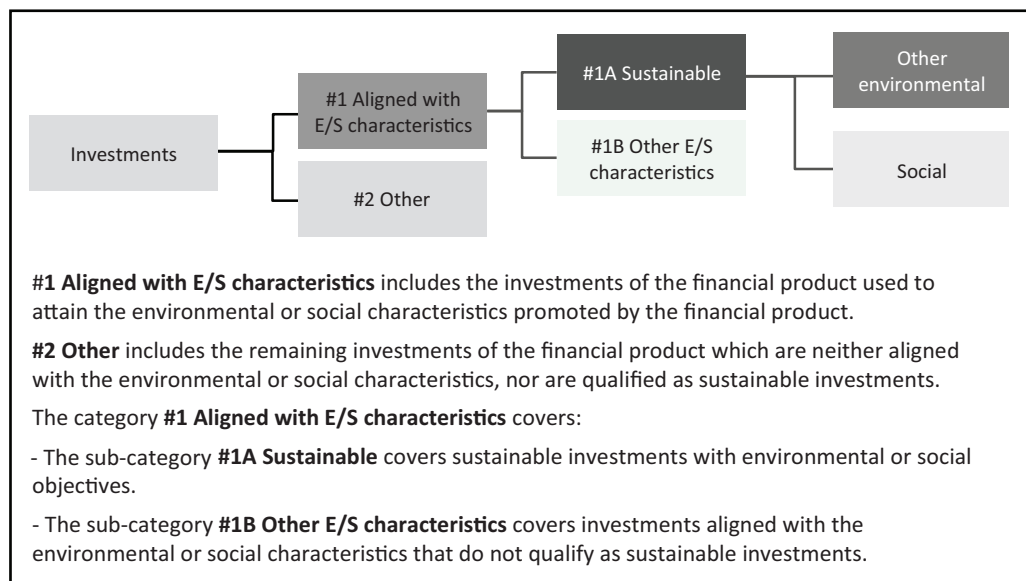 Investments
#1 Aligned with
E/S characteristics
#2 Other
#1A Sustainable
#1B Other E/S
characteristics
Other
environmental
Social
#1 Aligned with E/S characteristics includes the investments of the financial product used to
attain the environmental or social characteristics promoted by the financial product.
#2 Other includes the remaining investments of the financial product which are neither aligned
with the environmental or social characteristics, nor are qualified as sustainable investments.
The category #1 Aligned with E/S characteristics covers:
- The sub-category #1A Sustainable covers sustainable investments with environmental or social
objectives.
- The sub-category #1B Other E/S characteristics covers investments aligned with the
environmental or social characteristics that do not qualify as sustainable investments.